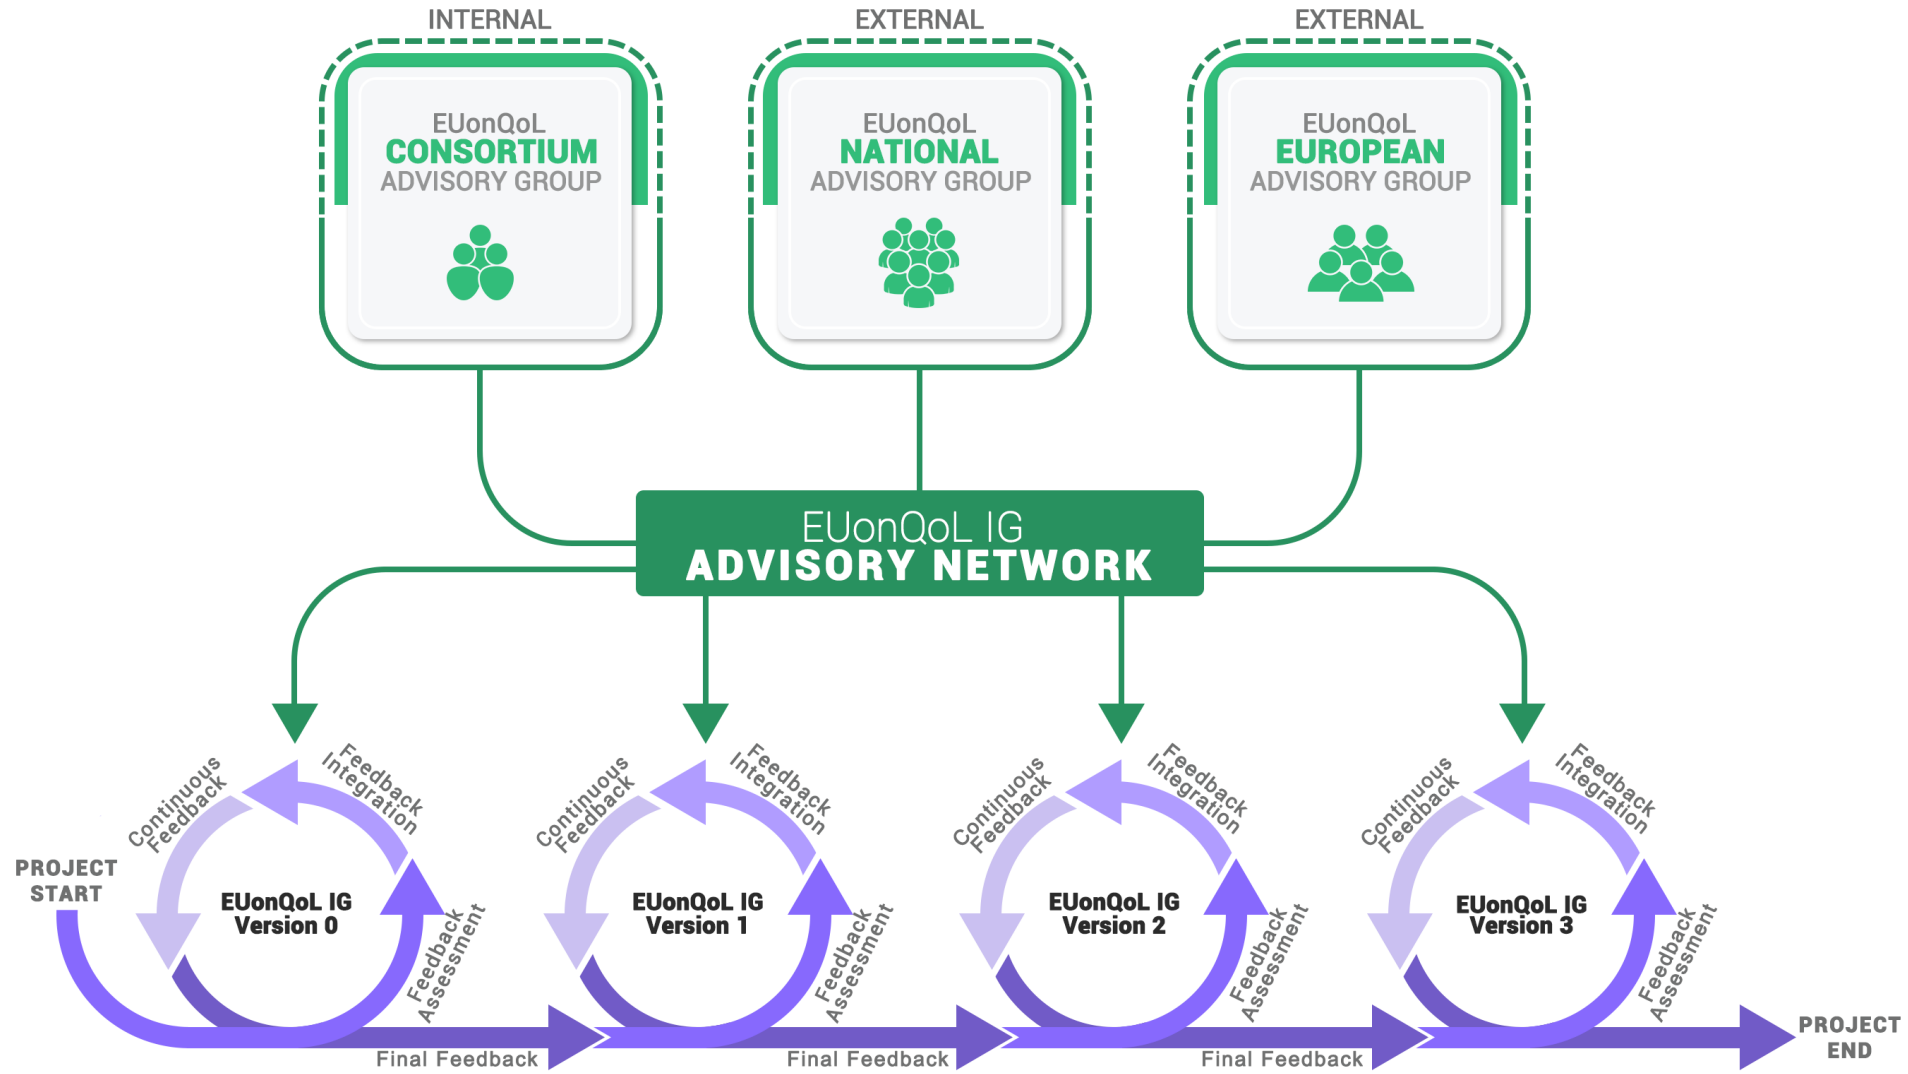 INTERNAL
EXTERNAL
EXTERNAL
EUonQoL
CONSORTIUM
ADVISORY GROUP
EUonQoL
NATIONAL
ADVISORY GROUP
EUonQoL
EUROPEAN
ADVISORY GROUP
EUonQoL IG
ADVISORY NETWORK
PROJECT
START
Continuous
Feedback
Feedback
Integration
EUonQoL IG
Version 0
Feedback
Assessment
Final Feedback
Continuous
Feedback
Feedback
Integration
EUonQoL IG
Version 1
Feedback
Assessment
Final Feedback
Continuous
Feedback
Feedback
Integration
EUonQoL IG
Version 2
Feedback
Assessment
Final Feedback
Continuous
Feedback
Feedback
Integration
EUonQoL IG
Version 3
Feedback
Assessment
PROJECT
END